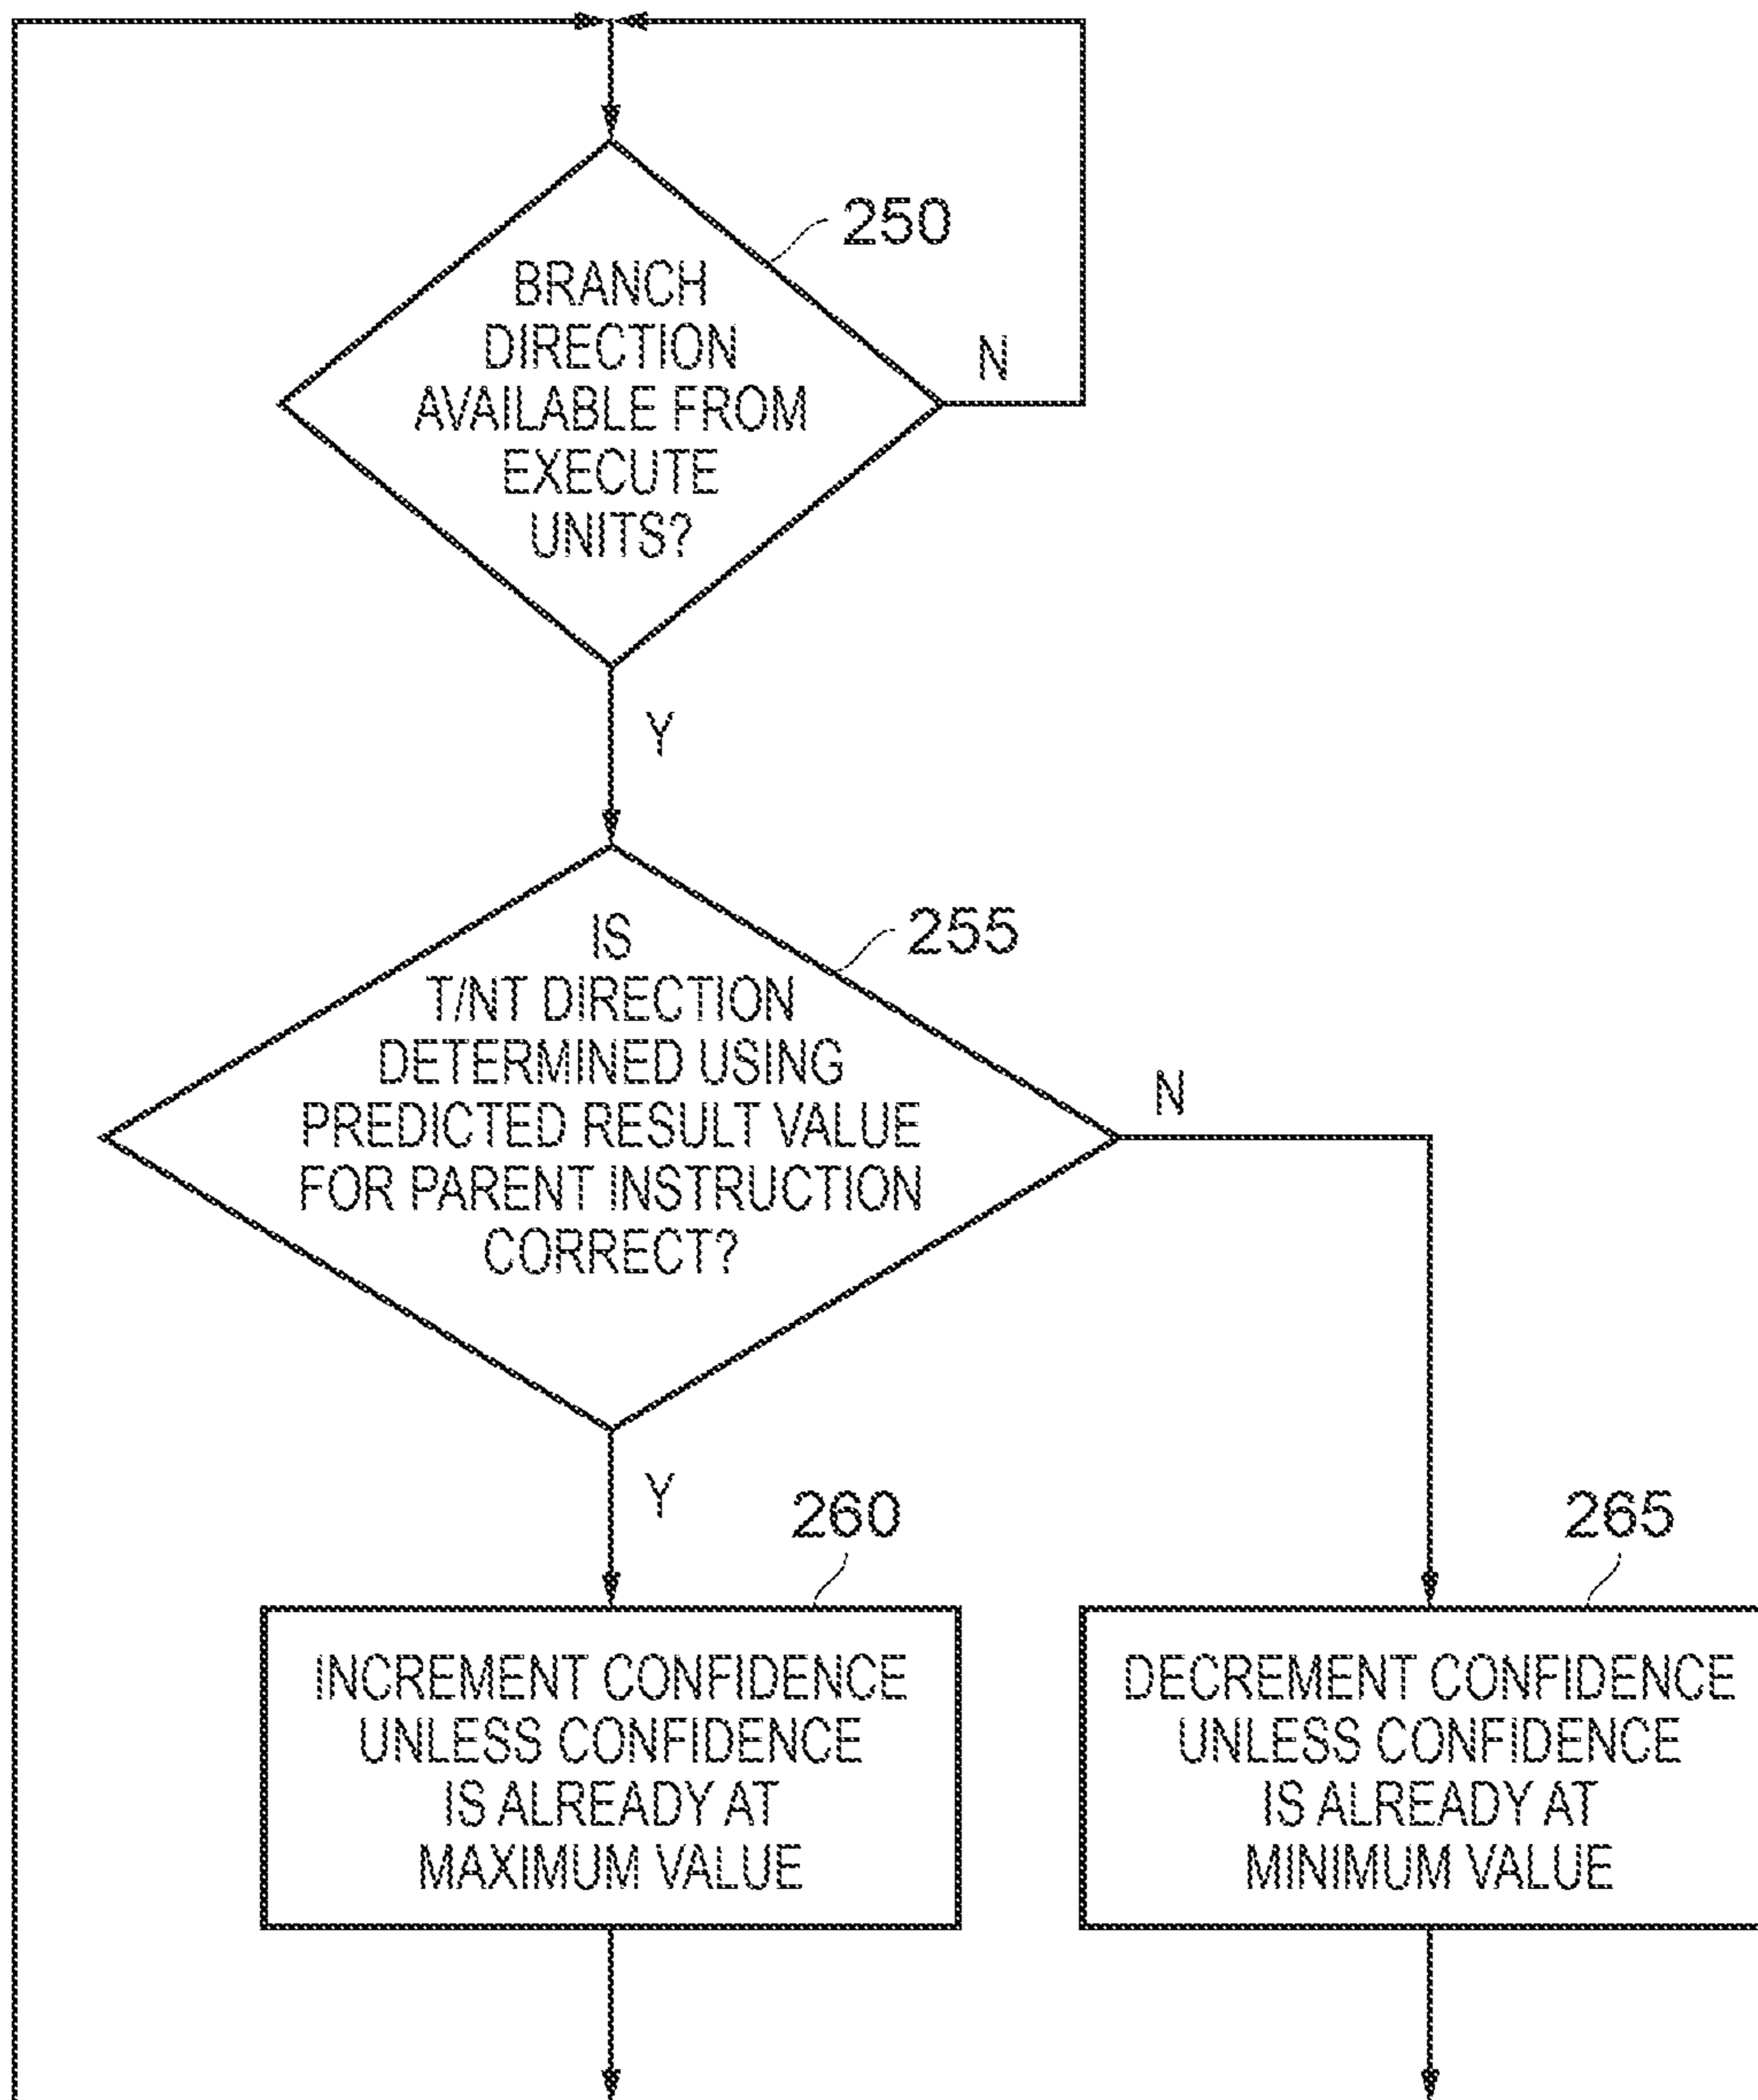 250
BRANCH
DIRECTION
AVAILABLE FROM
EXECUTE
UNITS?
N
Y
255
IS
T/NT DIRECTION
DETERMINED USING
PREDICTED RESULT VALUE
FOR PARENT INSTRUCTION
CORRECT?
N
Y
260
INCREMENT CONFIDENCE
UNLESS CONFIDENCE
IS ALREADY AT
MAXIMUM VALUE
265
DECREMENT CONFIDENCE
UNLESS CONFIDENCE
IS ALREADY AT
MINIMUM VALUE